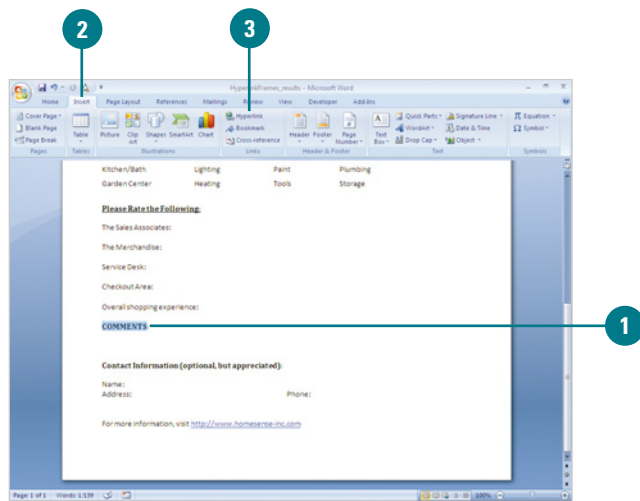 2
3
HyperlinkFrames_results - Microsoft Word
Home Insert Page Layout References Mailings Review View Developer Add-Ins
Cover Page
Blank Page
Page Break
Pages
Table
Tables
Picture Clip Art Shapes SmartArt Chart
Illustrations
Hyperlink
Bookmark
Cross-reference
Links
Header Footer Page Number
Header & Footer
Text Box
Quick Parts
WordArt
Drop Cap
Signature Line
Date & Time
Object
Text
Equation
Symbol
Symbols
Kitchen/Bath Lighting Paint Plumbing
Garden Center Heating Tools Storage
Please Rate the Following:
The Sales Associates:
The Merchandise:
Service Desk:
Checkout Area:
Overall shopping experience:
COMMENTS
1
Contact Information (optional, but appreciated):
Name:
Address: Phone:
For more information, visit http://www.homesense-inc.com
Page: 1 of 1 Words: 1/139 100%